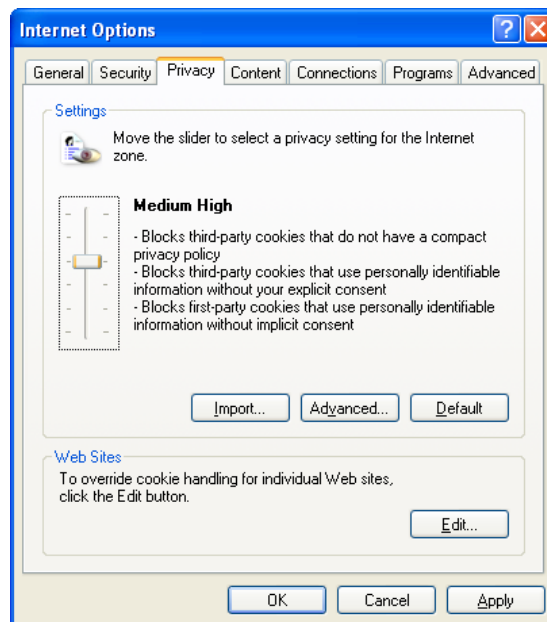 Internet Options
General Security Privacy Content Connections Programs Advanced
Settings
Move the slider to select a privacy setting for the Internet
zone.
Medium High
- Blocks third-party cookies that do not have a compact
privacy policy
- Blocks third-party cookies that use personally identifiable
information without your explicit consent
- Blocks first-party cookies that use personally identifiable
information without implicit consent
Import... Advanced... Default
Web Sites
To override cookie handling for individual Web sites,
click the Edit button.
Edit...
OK Cancel Apply